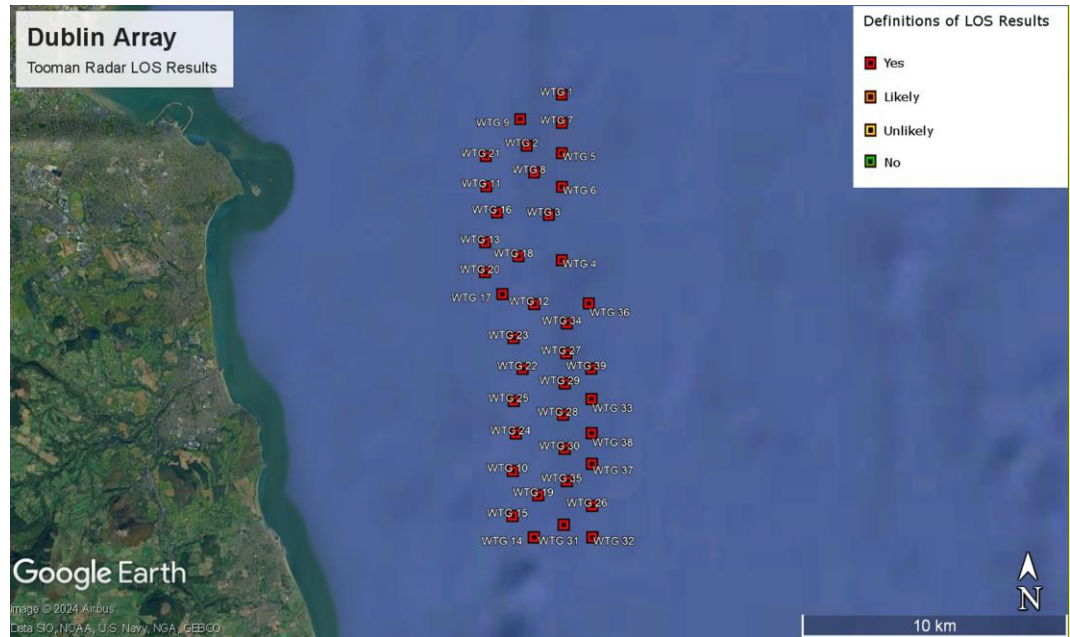 Dublin Array
Tooman Radar LOS Results
Definitions of LOS Results
Yes
Likely
Unlikely
No
WTG 1
WTG 9
WTG 7
WTG 2
WTG 21
WTG 5
WTG 8
WTG 11
WTG 6
WTG 16
WTG 3
WTG 13
WTG 18
WTG 4
WTG 20
WTG 17
WTG 12
WTG 36
WTG 34
WTG 23
WTG 27
WTG 22
WTG 39
WTG 29
WTG 25
WTG 33
WTG 28
WTG 24
WTG 38
WTG 30
WTG 10
WTG 37
WTG 35
WTG 19
WTG 26
WTG 15
WTG 14
WTG 31
WTG 32
Google Earth
Image © 2024 Airbus
Data SIO, NOAA, U.S. Navy, NGA, GEBCO
N
10 km